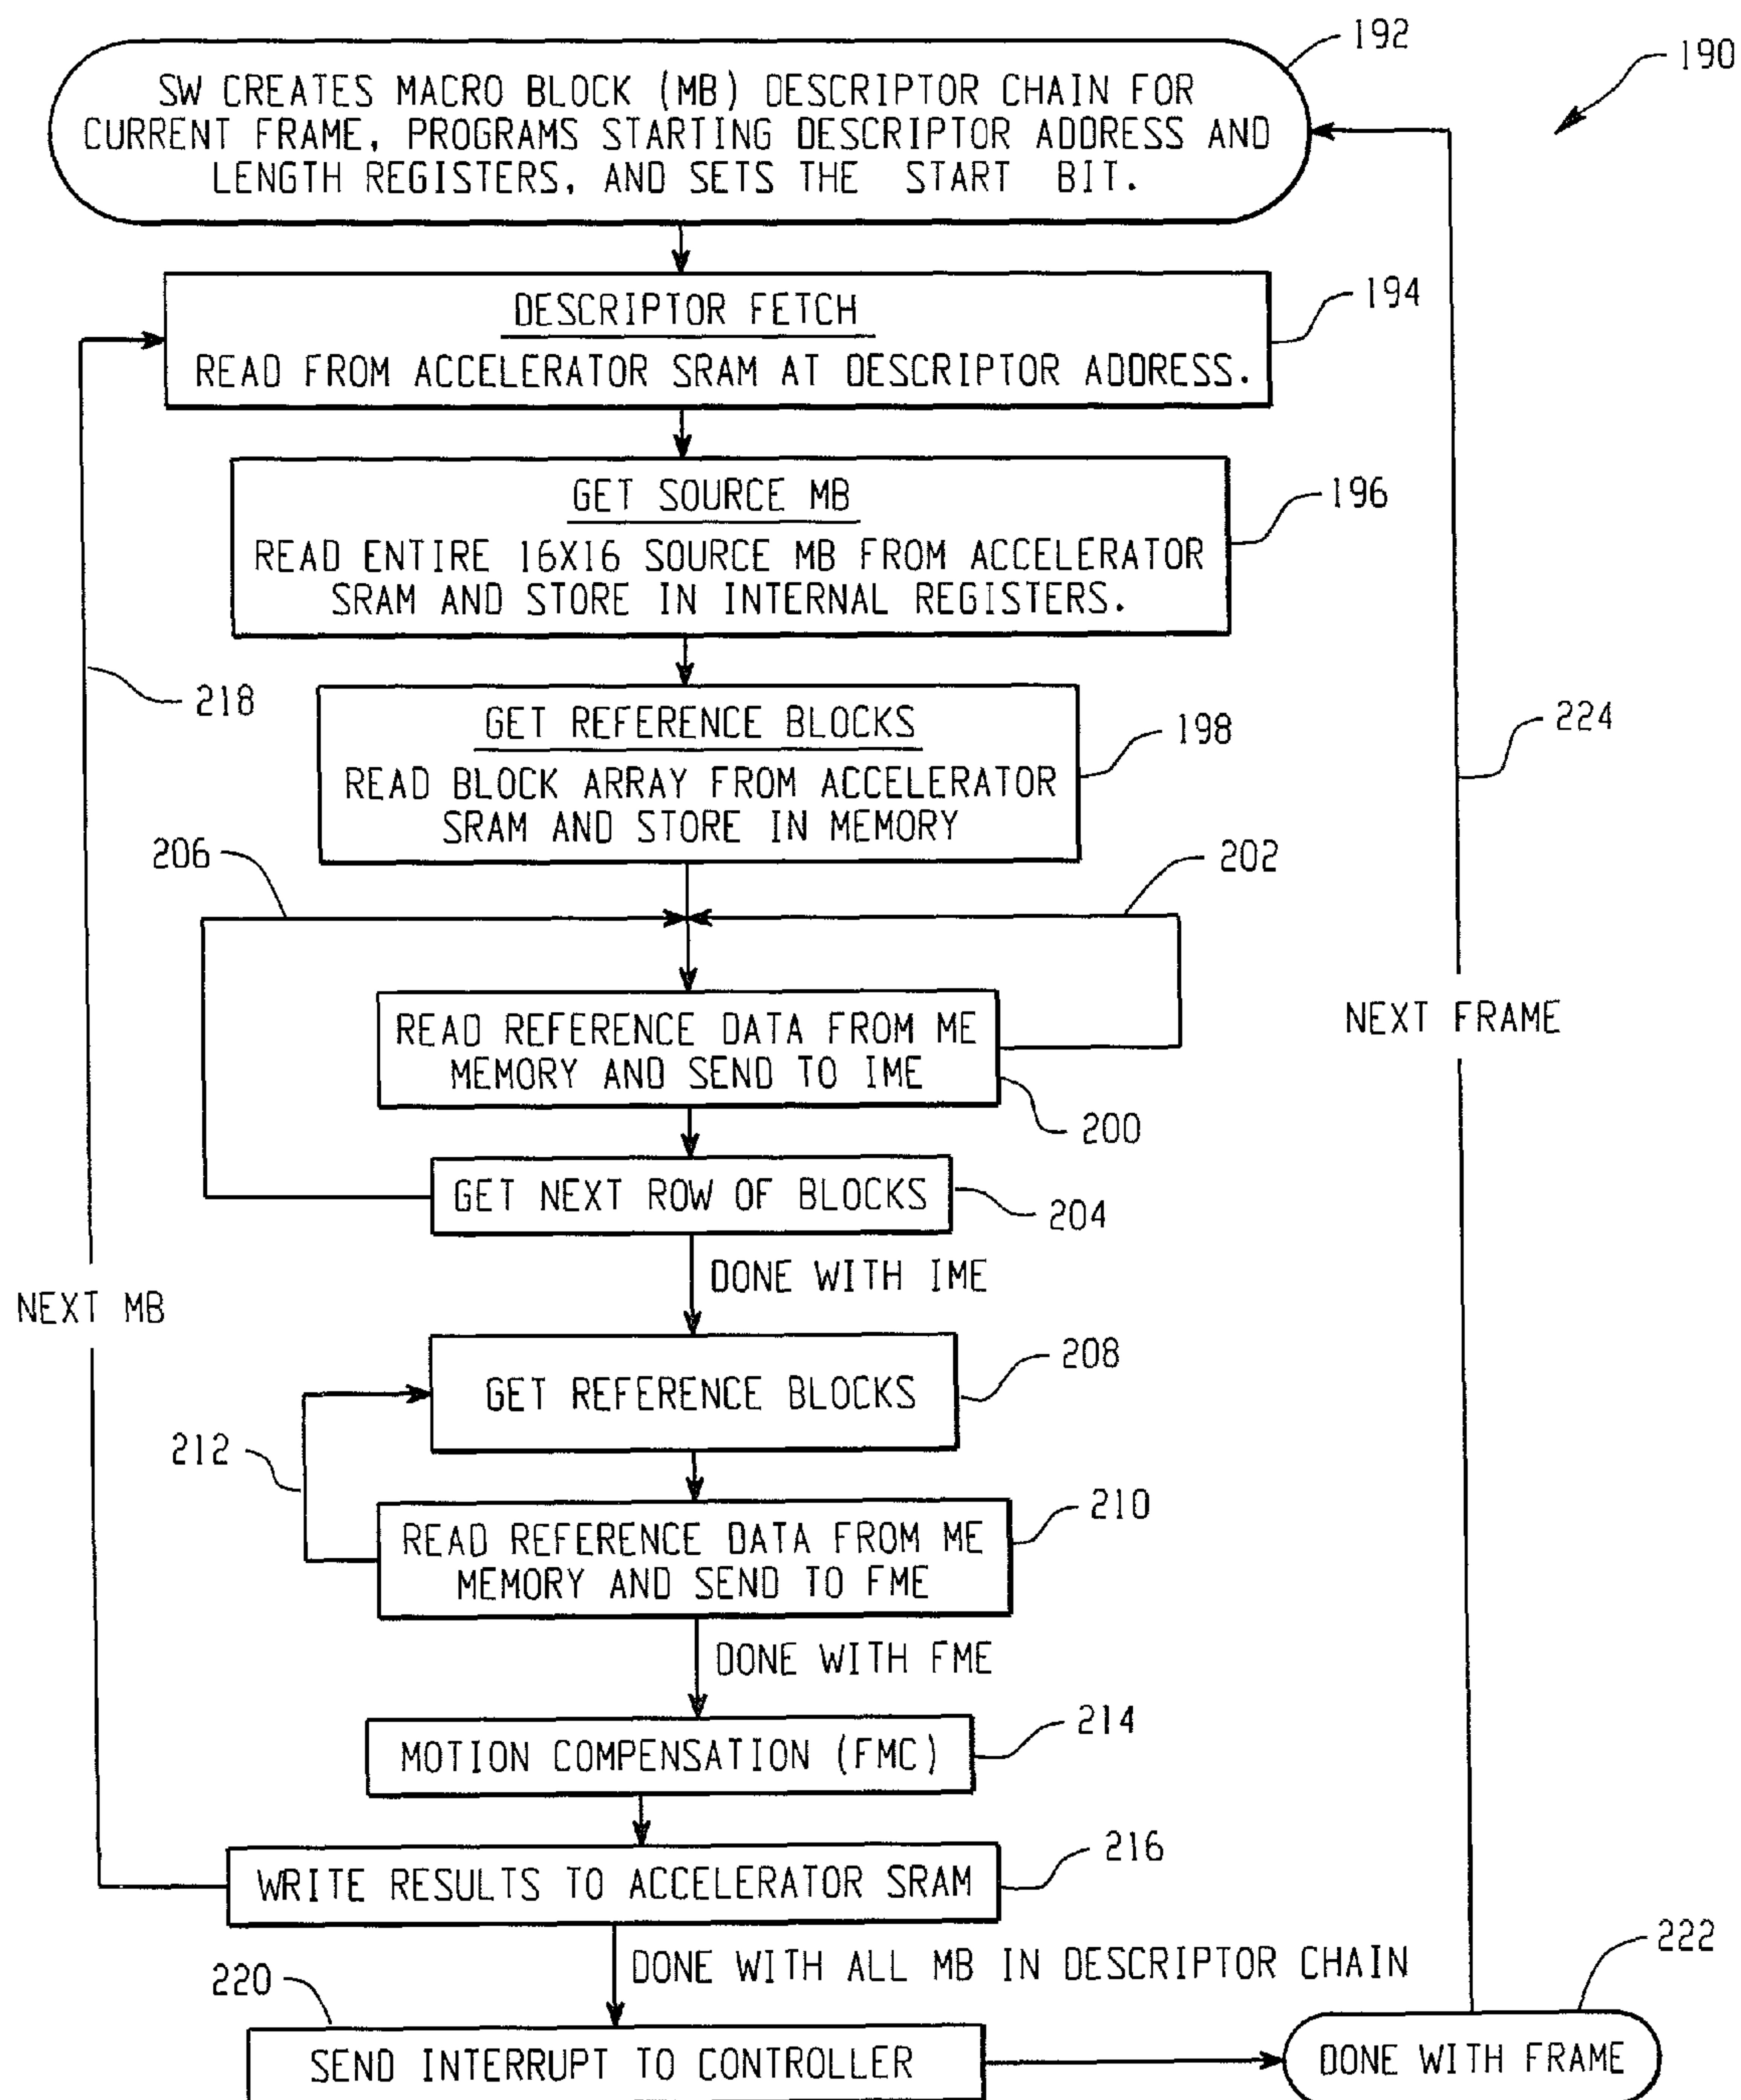 192
190
SW CREATES MACRO BLOCK (MB) DESCRIPTOR CHAIN FOR
CURRENT FRAME, PROGRAMS STARTING DESCRIPTOR ADDRESS AND
LENGTH REGISTERS, AND SETS THE START BIT.
194
DESCRIPTOR FETCH
READ FROM ACCELERATOR SRAM AT DESCRIPTOR ADDRESS.
196
GET SOURCE MB
READ ENTIRE 16X16 SOURCE MB FROM ACCELERATOR
SRAM AND STORE IN INTERNAL REGISTERS.
218
198
224
GET REFERENCE BLOCKS
READ BLOCK ARRAY FROM ACCELERATOR
SRAM AND STORE IN MEMORY
206
202
READ REFERENCE DATA FROM ME
MEMORY AND SEND TO IME
NEXT FRAME
200
GET NEXT ROW OF BLOCKS
204
DONE WITH IME
NEXT MB
208
GET REFERENCE BLOCKS
212
210
READ REFERENCE DATA FROM ME
MEMORY AND SEND TO FME
DONE WITH FME
214
MOTION COMPENSATION (FMC)
216
WRITE RESULTS TO ACCELERATOR SRAM
222
DONE WITH ALL MB IN DESCRIPTOR CHAIN
220
SEND INTERRUPT TO CONTROLLER
DONE WITH FRAME